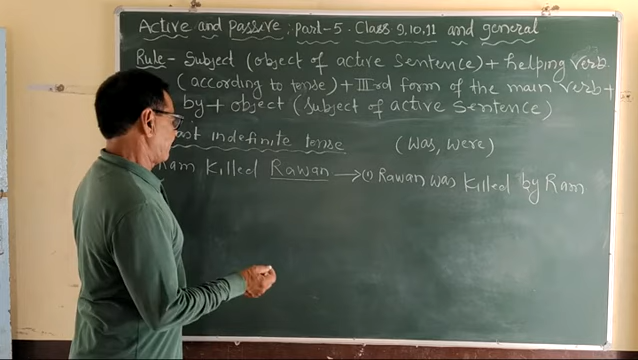 Active and passive : Part-5. Class 9,10,11 and general
Rule - Subject (object of active sentence) + helping verb
(according to tense) + IIIrd form of the main verb +
by + object (subject of active sentence)
indefinite tense (was, were)
Ram killed Rawan → (1) Rawan was killed by Ram